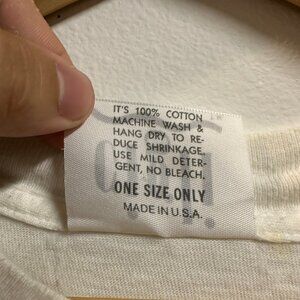 IT'S 100% COTTON
MACHINE WASH &
HANG DRY TO RE-
DUCE SHRINKAGE.
USE MILD DETER-
GENT, NO BLEACH.
ONE SIZE ONLY
MADE IN U.S.A.